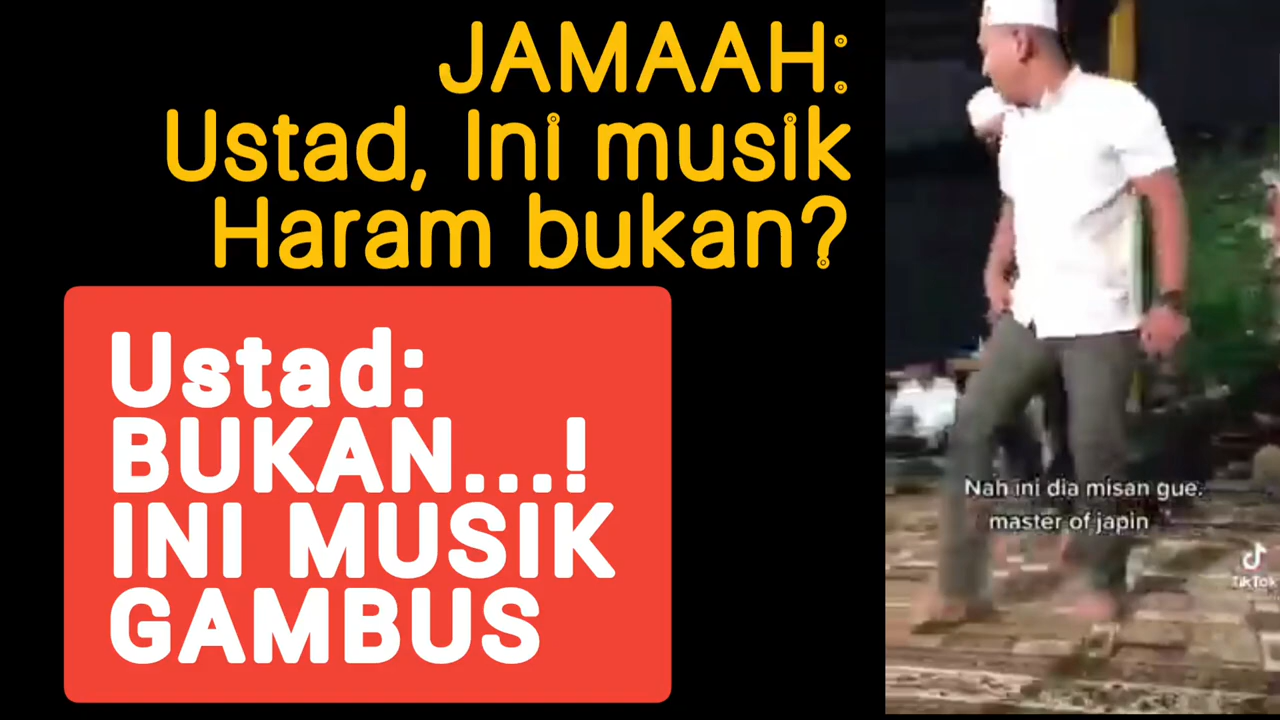 JAMAAH:
Ustad, Ini musik
Haram bukan?
Ustad:
BUKAN...!
INI MUSIK
GAMBUS
Nah ini dia misan gue.
master of japin
TikTok